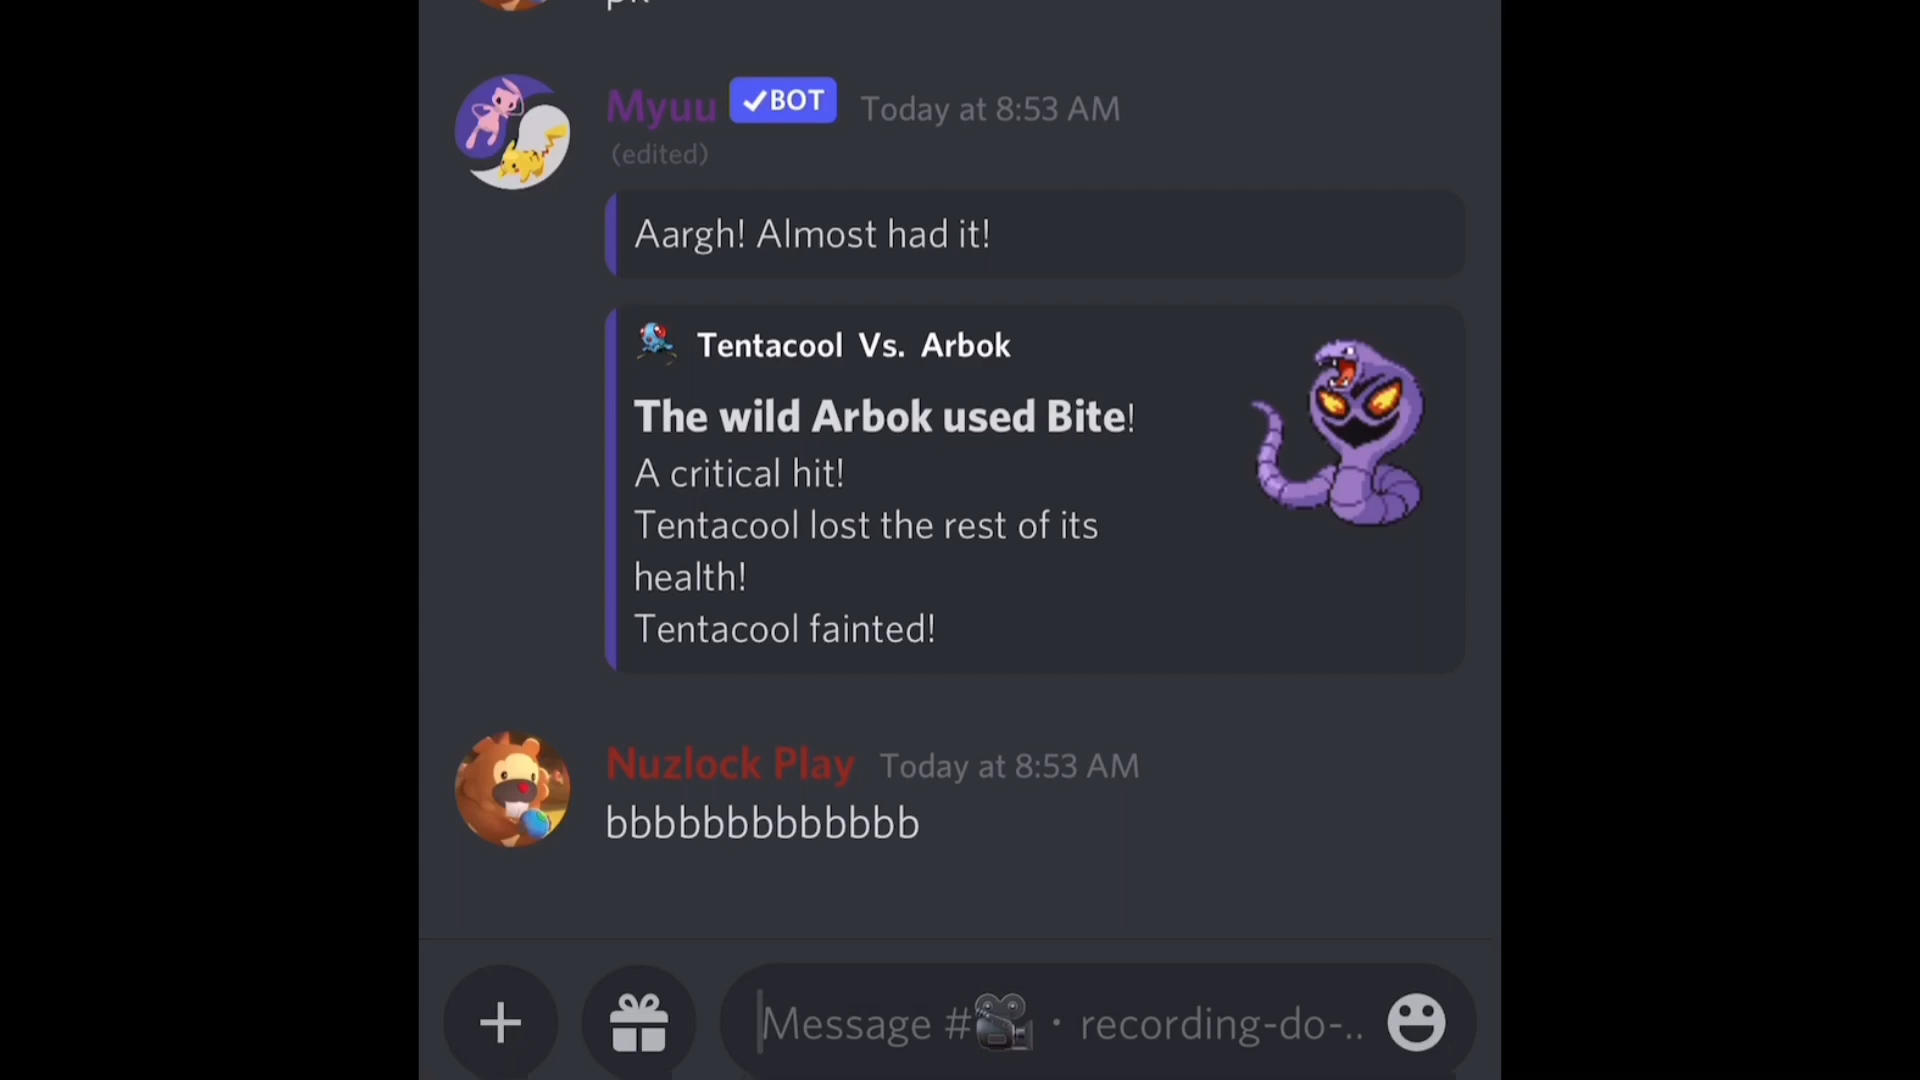 Myuu ✓BOT Today at 8:53 AM
(edited)
Aargh! Almost had it!
Tentacool Vs. Arbok
The wild Arbok used Bite!
A critical hit!
Tentacool lost the rest of its
health!
Tentacool fainted!
Nuzlock Play Today at 8:53 AM
bbbbbbbbbbbbb
Message #🎥 · recording-do-..